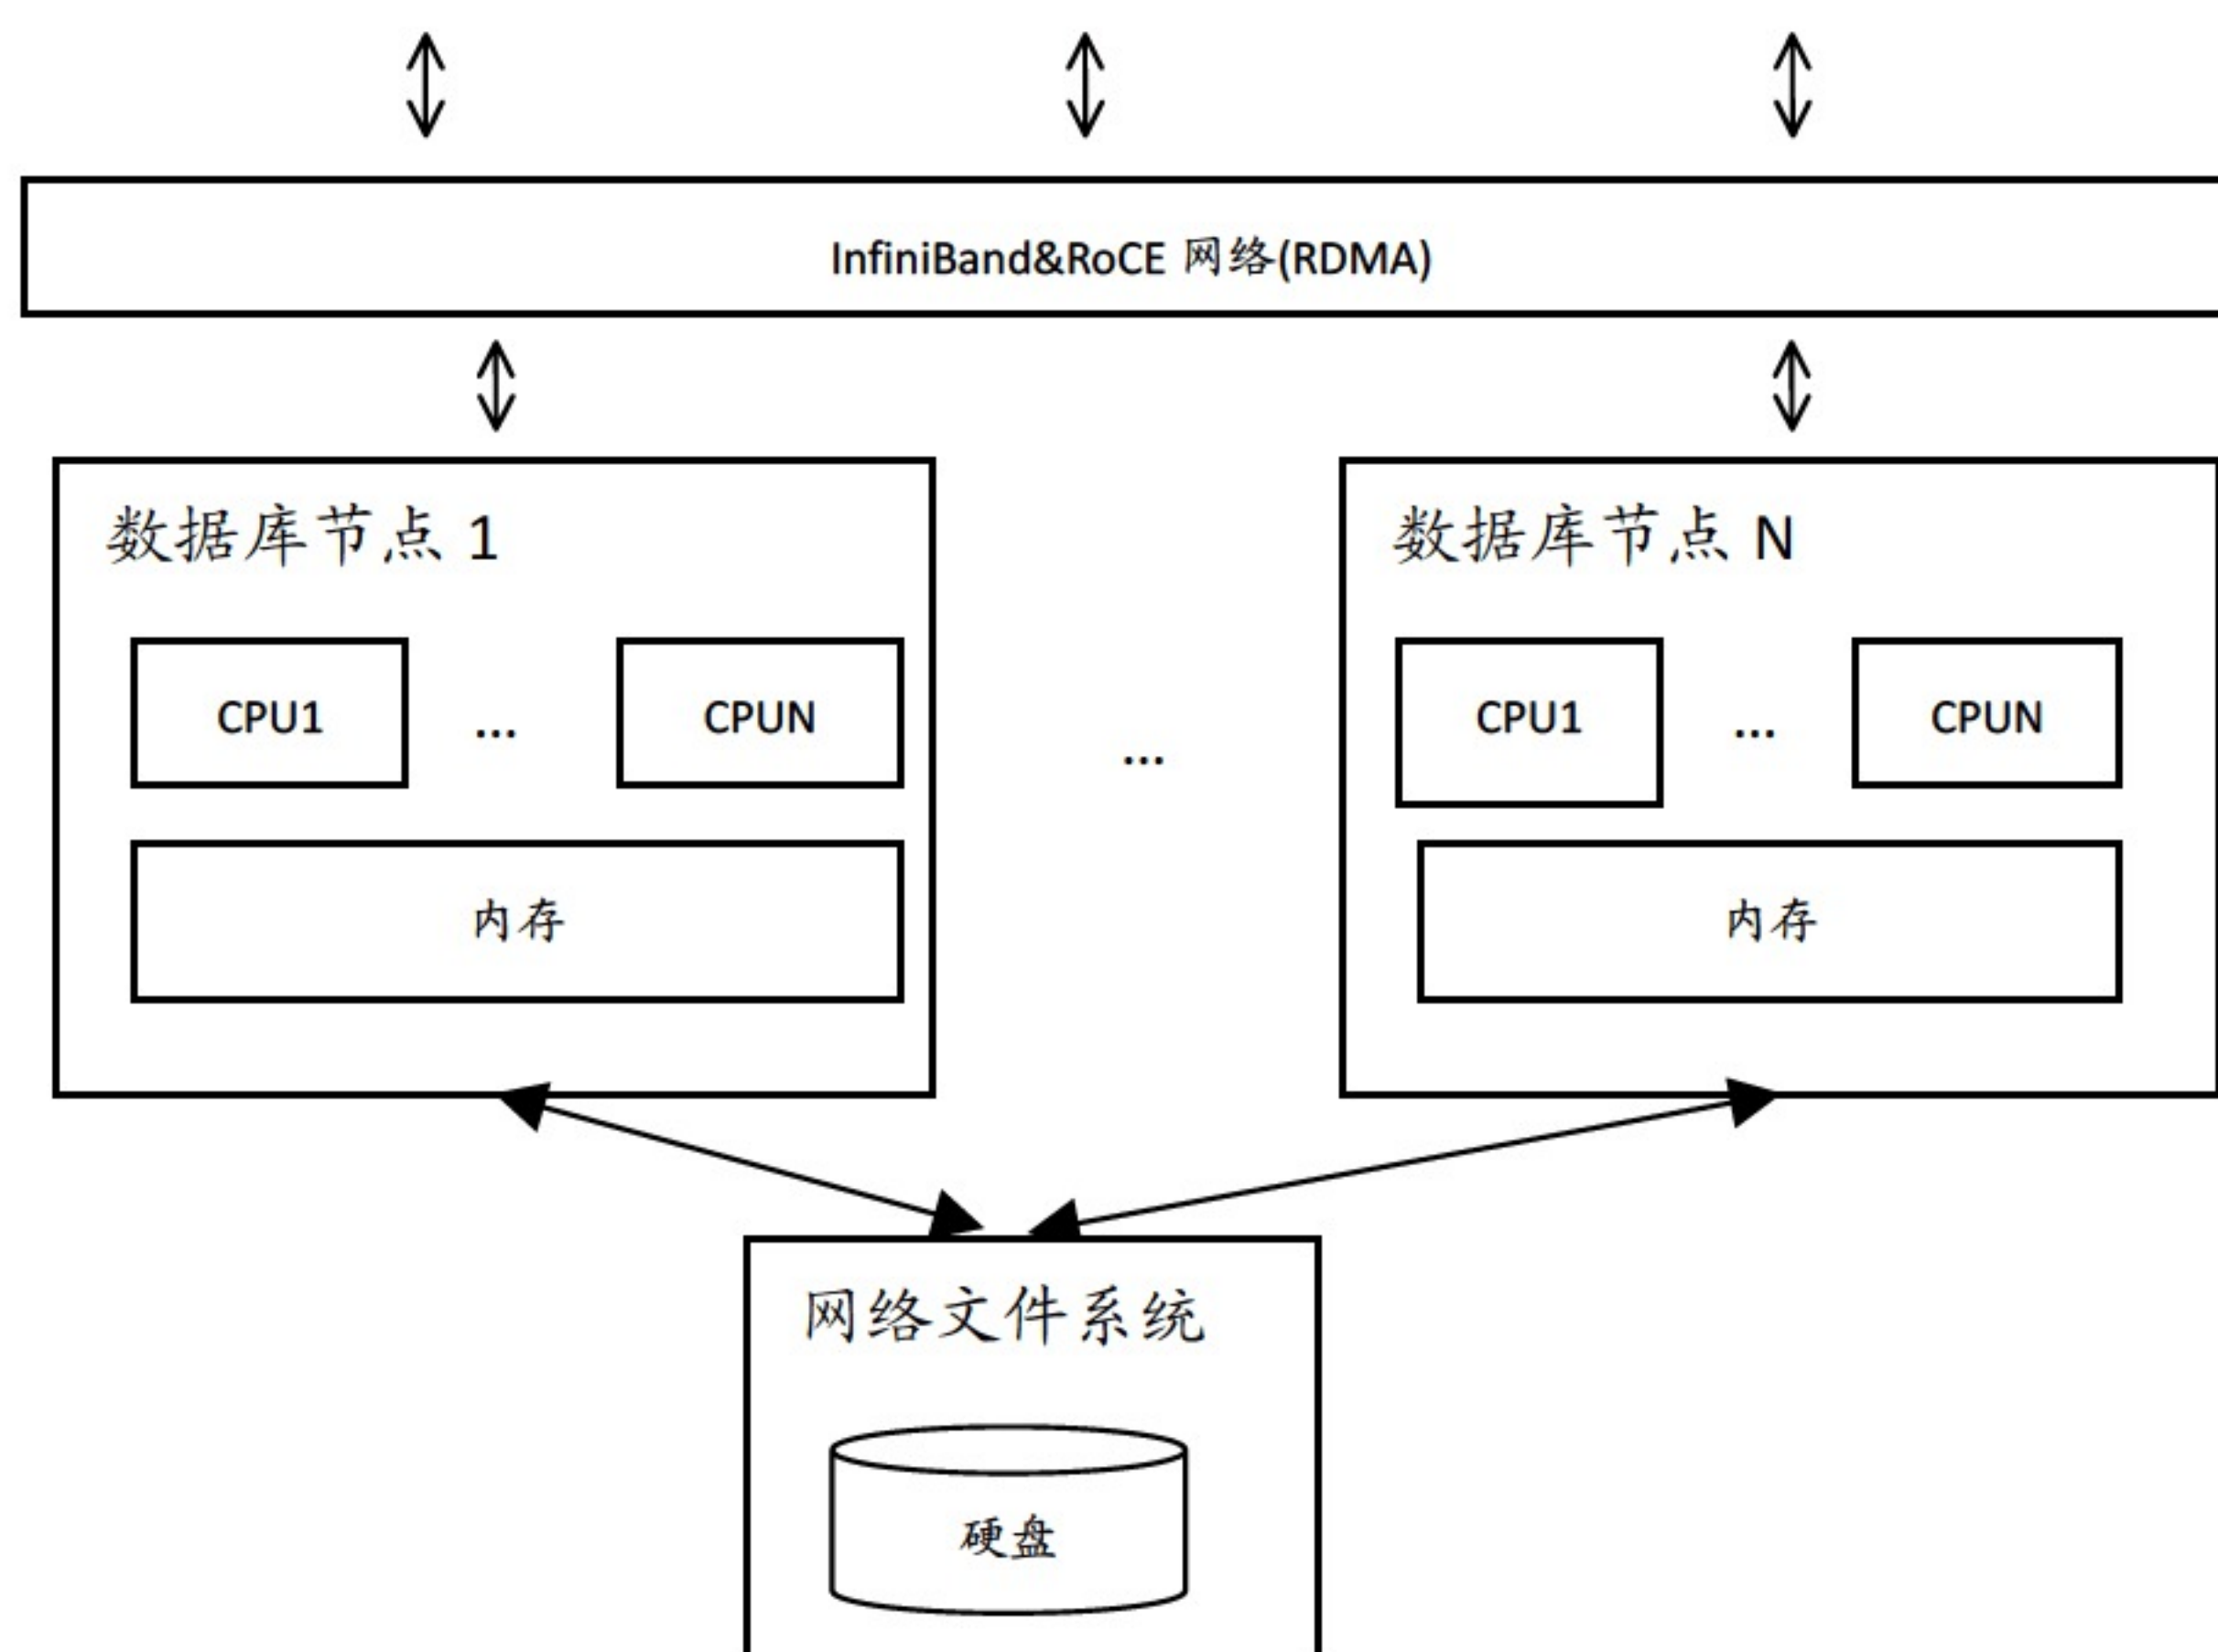 InfiniBand&RoCE 网络(RDMA)
数据库节点 1
数据库节点 N
CPU1
...
CPUN
...
CPU1
...
CPUN
内存
内存
网络文件系统
硬盘